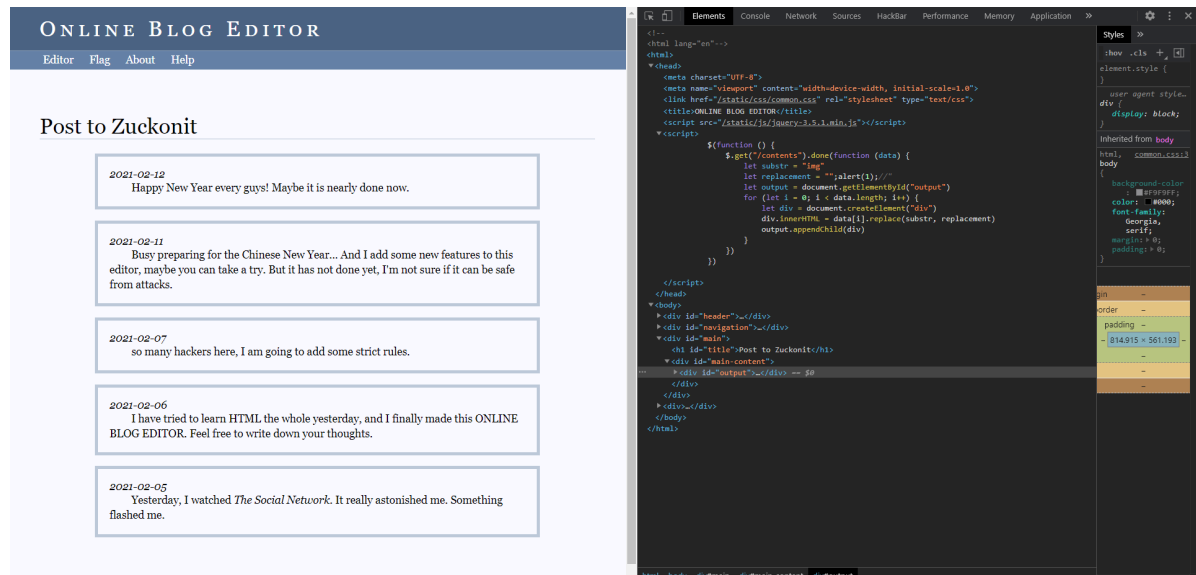 ONLINE BLOG EDITOR
Editor Flag About Help
Post to Zuckonit
2021-02-12
Happy New Year every guys! Maybe it is nearly done now.
2021-02-11
Busy preparing for the Chinese New Year... And I add some new features to this
editor, maybe you can take a try. But it has not done yet, I'm not sure if it can be safe
from attacks.
2021-02-07
so many hackers here, I am going to add some strict rules.
2021-02-06
I have tried to learn HTML the whole yesterday, and I finally made this ONLINE
BLOG EDITOR. Feel free to write down your thoughts.
2021-02-05
Yesterday, I watched The Social Network. It really astonished me. Something
flashed me.
Elements Console Network Sources HackBar Performance Memory Application »
<!--
<html lang="en"-->
<html>
▼<head>
<meta charset="UTF-8">
<meta name="viewport" content="width=device-width, initial-scale=1.0">
<link href="/static/css/common.css" rel="stylesheet" type="text/css">
<title>ONLINE BLOG EDITOR</title>
<script src="/static/js/jquery-3.5.1.min.js"></script>
▼<script>
$(function () {
$.get("/contents").done(function (data) {
let substr = "img"
let replacement = "";alert(1);//"
let output = document.getElementById("output")
for (let i = 0; i < data.length; i++) {
let div = document.createElement("div")
div.innerHTML = data[i].replace(substr, replacement)
output.appendChild(div)
}
})
})
</script>
</head>
▼<body>
▶<div id="header">…</div>
▶<div id="navigation">…</div>
▼<div id="main">
<h1 id="title">Post to Zuckonit</h1>
▼<div id="main-content">
… ▶<div id="output">…</div> == $0
</div>
</div>
▶<div>…</div>
</body>
</html>
Styles »
:hov .cls +
element.style {
}
user agent style…
div {
display: block;
}
Inherited from body
html, common.css:3
body
{
background-color
: #F9F9FF;
color: #000;
font-family:
Georgia,
serif;
margin:▶ 0;
padding:▶ 0;
}
gin –
order –
padding –
– 814.915 × 561.193 –
–
–
–